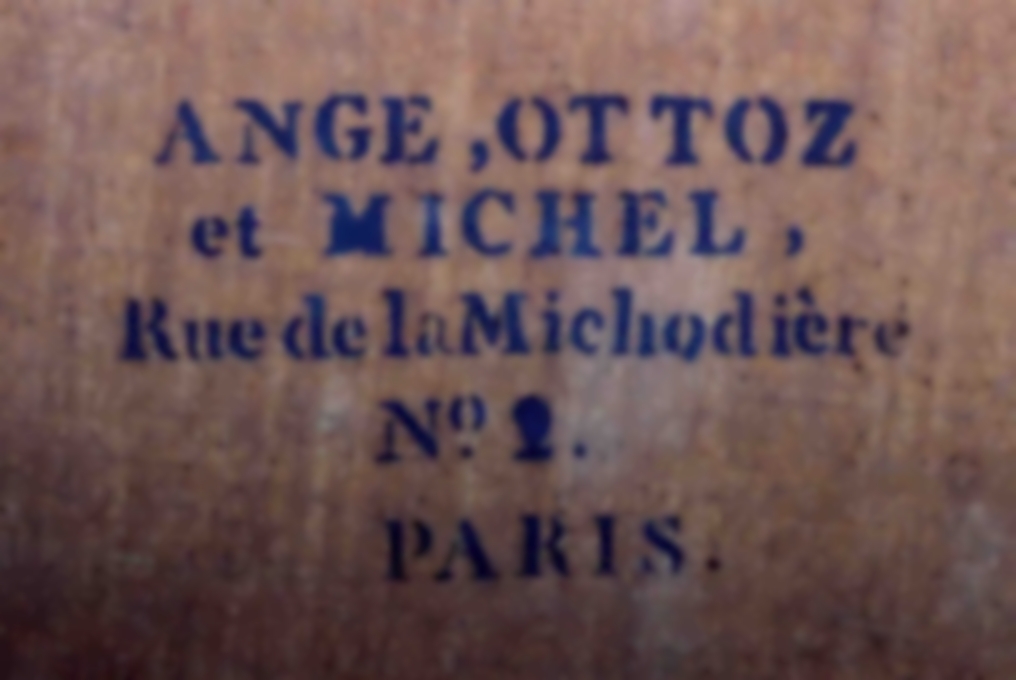 ANGE ,OTTOZ
et MICHEL ,
Rue de la Michodière
Nº 2.
PARIS.